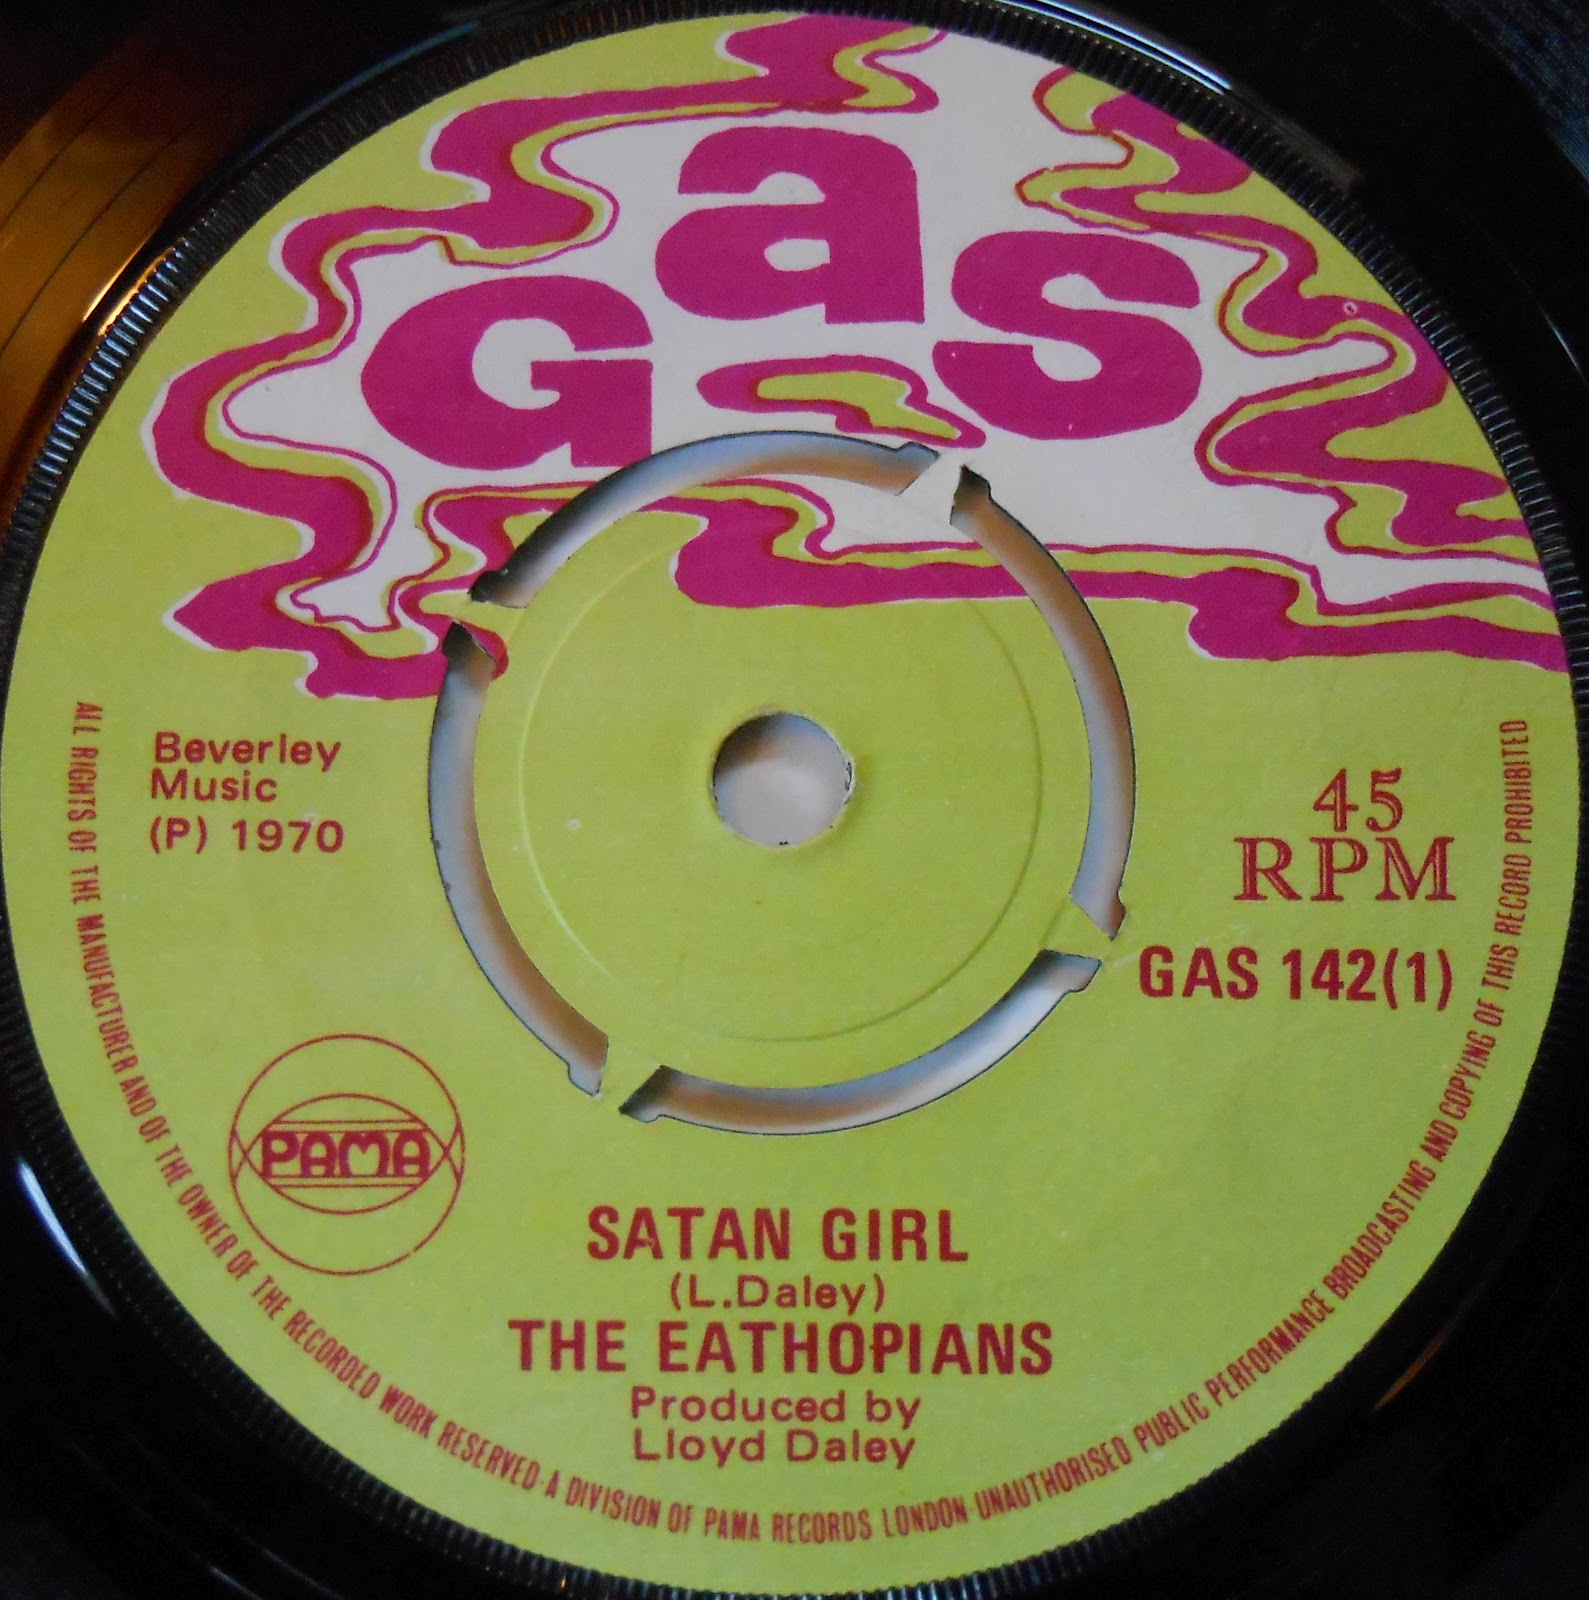 Gas
Beverley
Music
(P) 1970
45
RPM
GAS 142(1)
PAMA
SATAN GIRL
(L.Daley)
THE EATHOPIANS
Produced by
Lloyd Daley
ALL RIGHTS OF THE MANUFACTURER AND OF THE OWNER OF THE RECORDED WORK RESERVED·A DIVISION OF PAMA RECORDS LONDON·UNAUTHORISED PUBLIC PERFORMANCE BROADCASTING AND COPYING OF THIS RECORD PROHIBITED